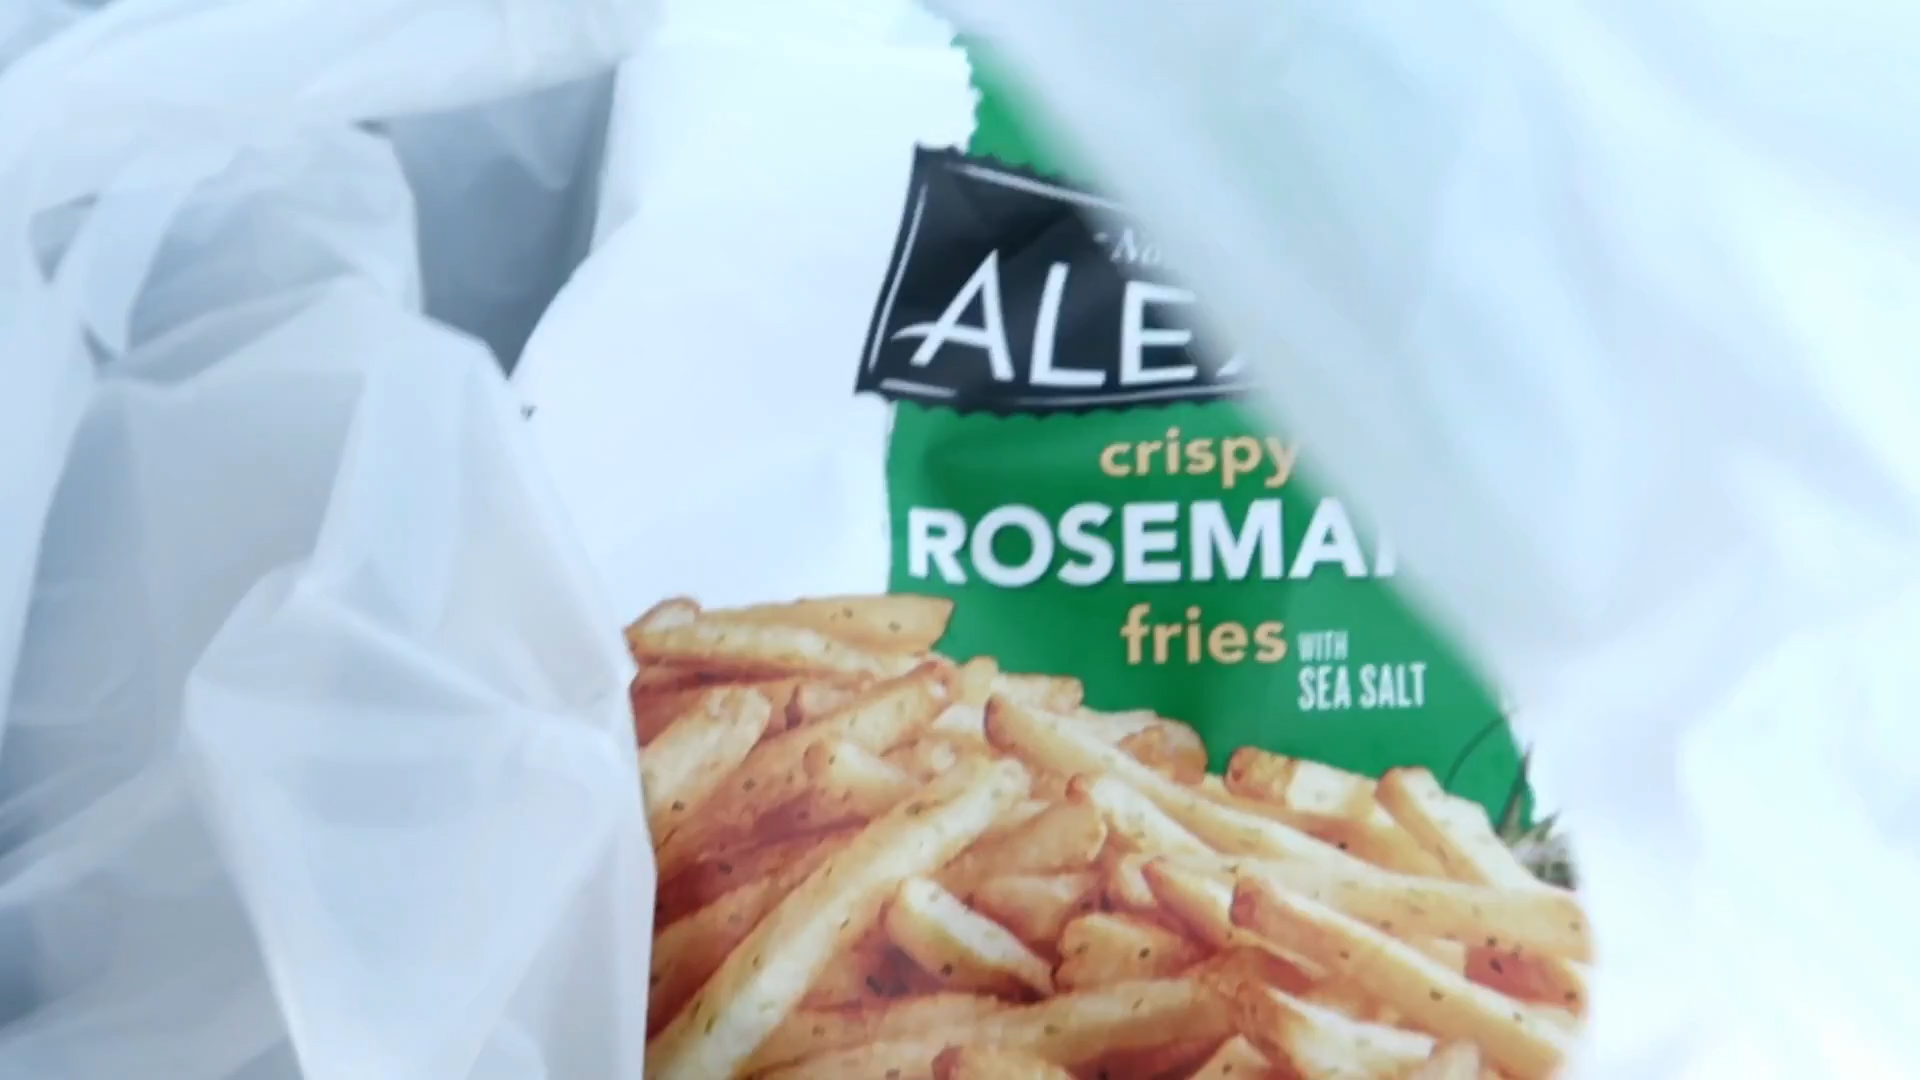 ALE
crispy
ROSEMA
fries WITH
SEA SALT